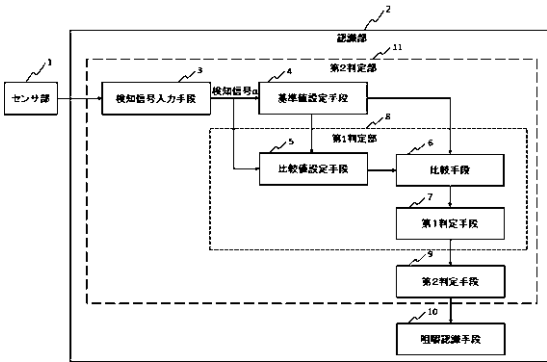 2
認識部
11
第2判定部
1
センサ部
3
検知信号入力手段
検知信号α
4
基準値設定手段
8
第1判定部
5
比較値設定手段
6
比較手段
7
第1判定手段
9
第2判定手段
10
咀嚼認識手段